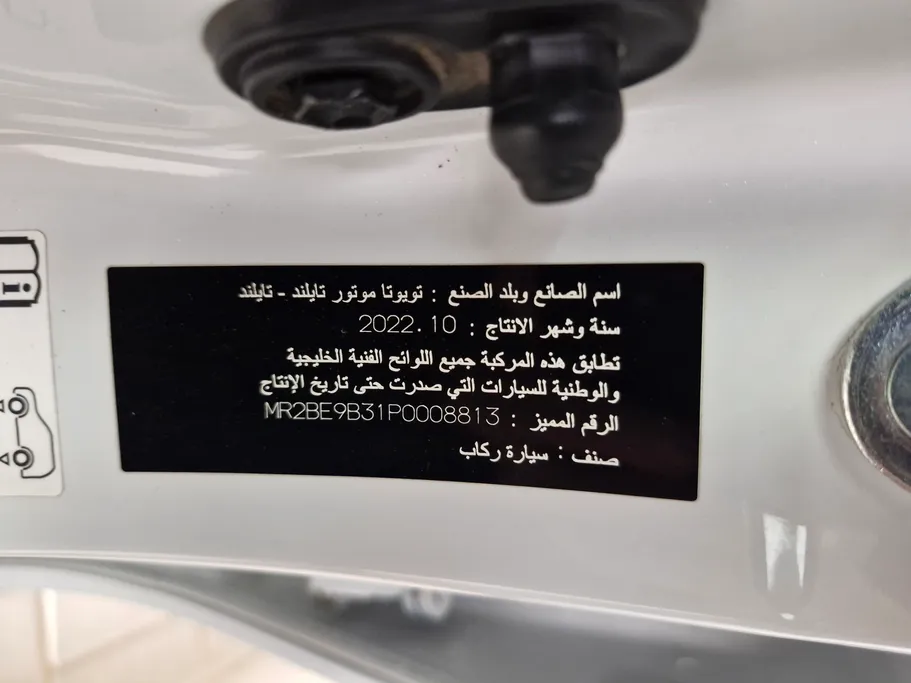 اسم الصانع وبلد الصنع : تويوتا موتور تايلند - تايلند
سنة وشهر الانتاج : 2022.10
تطابق هذه المركبة جميع اللوائح الفنية الخليجية
والوطنية للسيارات التي صدرت حتى تاريخ الإنتاج
الرقم المميز : MR2BE9B31P0008813
صنف : سيارة ركاب